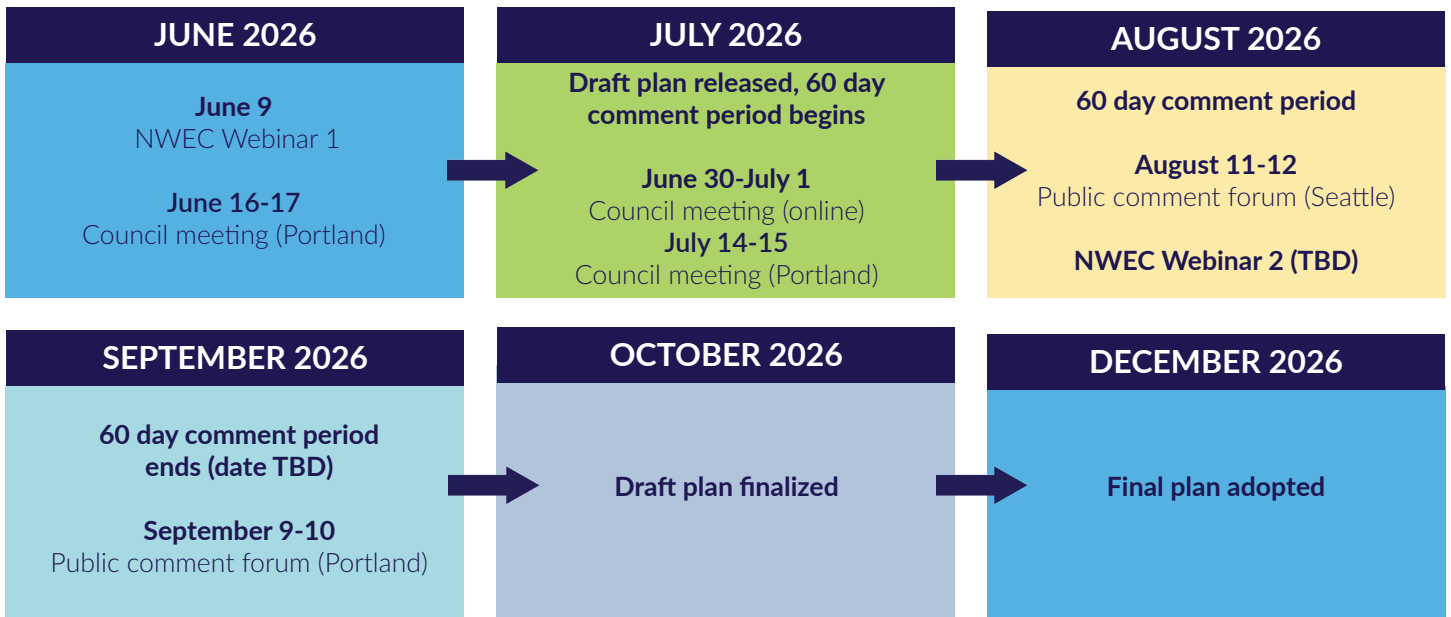 JUNE 2026
June 9
NWEC Webinar 1
June 16-17
Council meeting (Portland)
JULY 2026
Draft plan released, 60 day
comment period begins
June 30-July 1
Council meeting (online)
July 14-15
Council meeting (Portland)
AUGUST 2026
60 day comment period
August 11-12
Public comment forum (Seattle)
NWEC Webinar 2 (TBD)
SEPTEMBER 2026
60 day comment period
ends (date TBD)
September 9-10
Public comment forum (Portland)
OCTOBER 2026
Draft plan finalized
DECEMBER 2026
Final plan adopted